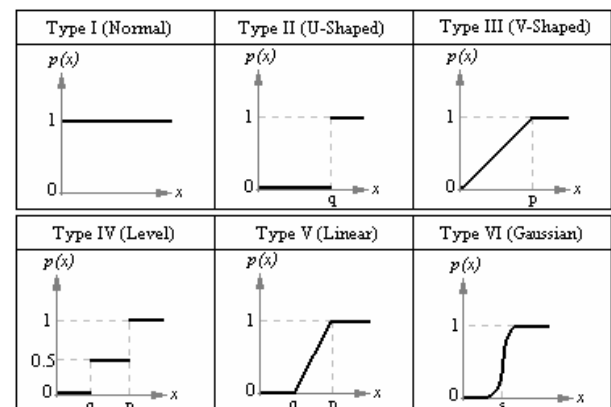 Type I (Normal)
p(x)
1
0
x
Type II (U-Shaped)
p(x)
1
0
q
x
Type III (V-Shaped)
p(x)
1
0
p
x
Type IV (Level)
p(x)
1
0.5
0
q
p
x
Type V (Linear)
p(x)
1
0
q
p
x
Type VI (Gaussian)
p(x)
1
0
s
x